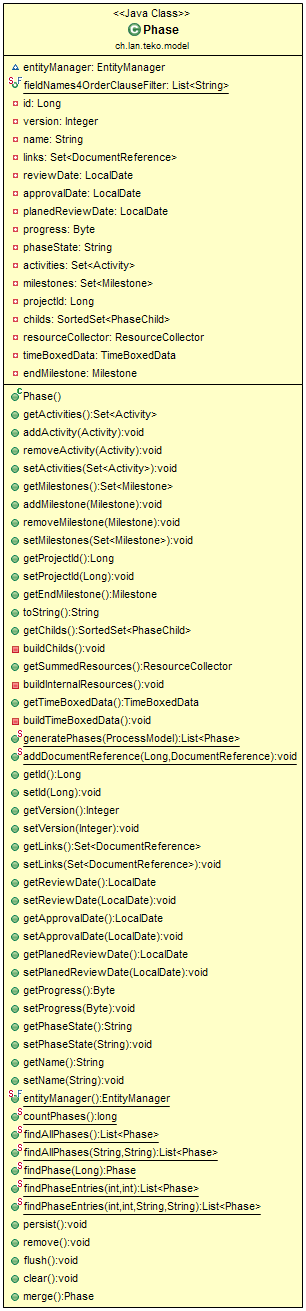 <<Java Class>>
Phase
ch.lan.teko.model
entityManager: EntityManager
fieldNames4OrderClauseFilter: List<String>
id: Long
version: Integer
name: String
links: Set<DocumentReference>
reviewDate: LocalDate
approvalDate: LocalDate
planedReviewDate: LocalDate
progress: Byte
phaseState: String
activities: Set<Activity>
milestones: Set<Milestone>
projectId: Long
childs: SortedSet<PhaseChild>
resourceCollector: ResourceCollector
timeBoxedData: TimeBoxedData
endMilestone: Milestone
Phase()
getActivities():Set<Activity>
addActivity(Activity):void
removeActivity(Activity):void
setActivities(Set<Activity>):void
getMilestones():Set<Milestone>
addMilestone(Milestone):void
removeMilestone(Milestone):void
setMilestones(Set<Milestone>):void
getProjectId():Long
setProjectId(Long):void
getEndMilestone():Milestone
toString():String
getChilds():SortedSet<PhaseChild>
buildChilds():void
getSummedResources():ResourceCollector
buildInternalResources():void
getTimeBoxedData():TimeBoxedData
buildTimeBoxedData():void
generatePhases(ProcessModel):List<Phase>
addDocumentReference(Long,DocumentReference):void
getId():Long
setId(Long):void
getVersion():Integer
setVersion(Integer):void
getLinks():Set<DocumentReference>
setLinks(Set<DocumentReference>):void
getReviewDate():LocalDate
setReviewDate(LocalDate):void
getApprovalDate():LocalDate
setApprovalDate(LocalDate):void
getPlanedReviewDate():LocalDate
setPlanedReviewDate(LocalDate):void
getProgress():Byte
setProgress(Byte):void
getPhaseState():String
setPhaseState(String):void
getName():String
setName(String):void
entityManager():EntityManager
countPhases():long
findAllPhases():List<Phase>
findAllPhases(String,String):List<Phase>
findPhase(Long):Phase
findPhaseEntries(int,int):List<Phase>
findPhaseEntries(int,int,String,String):List<Phase>
persist():void
remove():void
flush():void
clear():void
merge():Phase